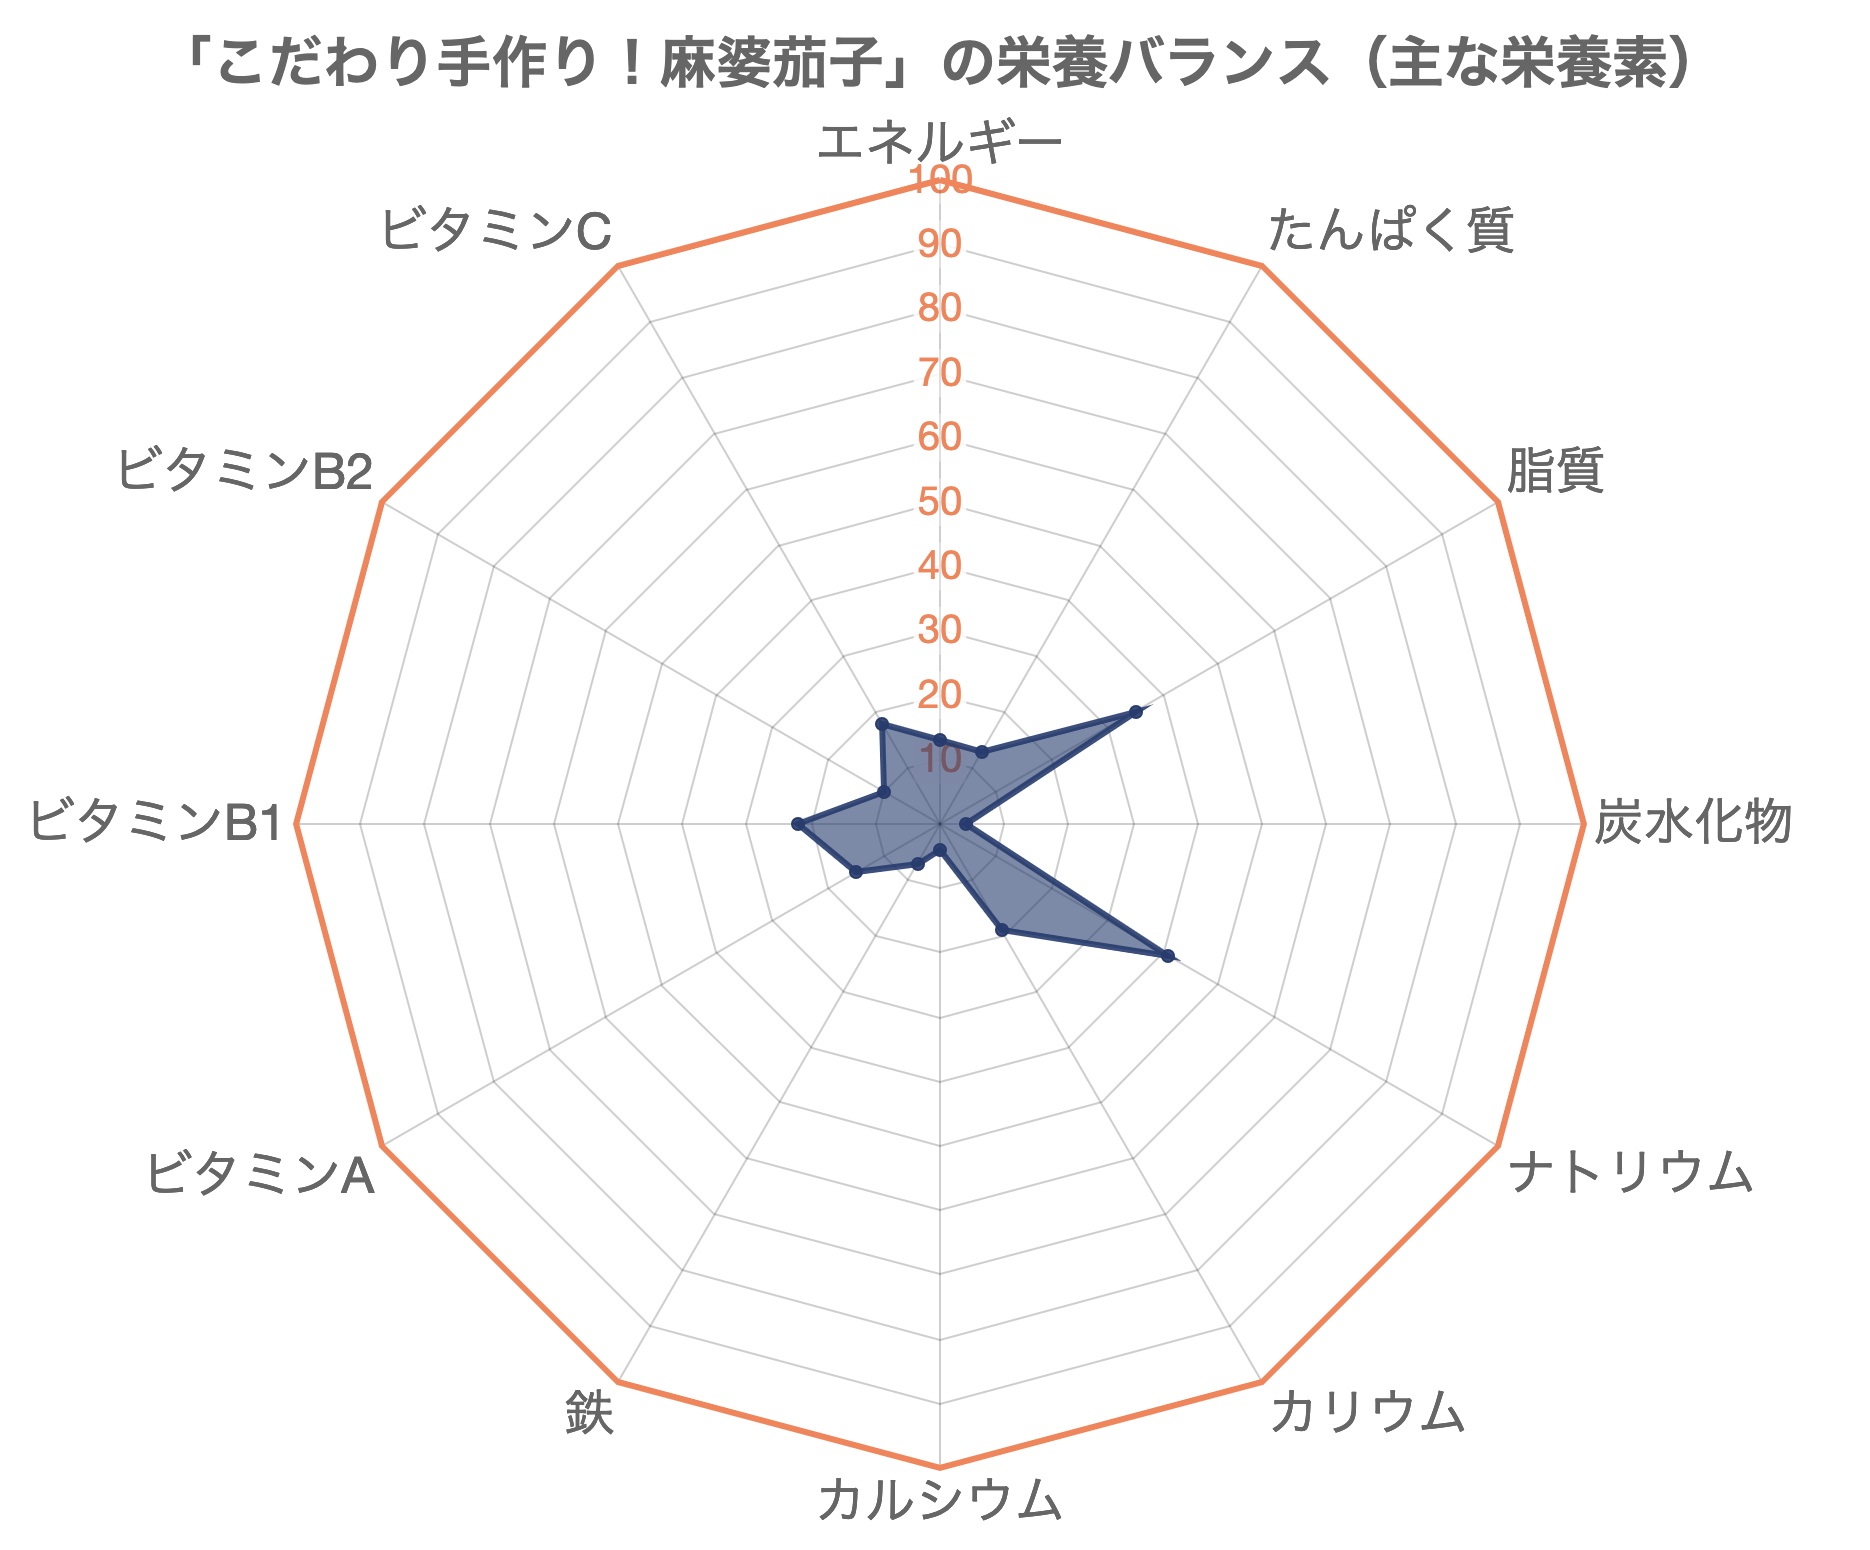 「こだわり手作り！麻婆茄子」の栄養バランス（主な栄養素）
エネルギー
100
ビタミンC
たんぱく質
90
80
70
60
ビタミンB2
脂質
50
40
30
20
10
ビタミンB1
炭水化物
ビタミンA
ナトリウム
鉄
カリウム
カルシウム